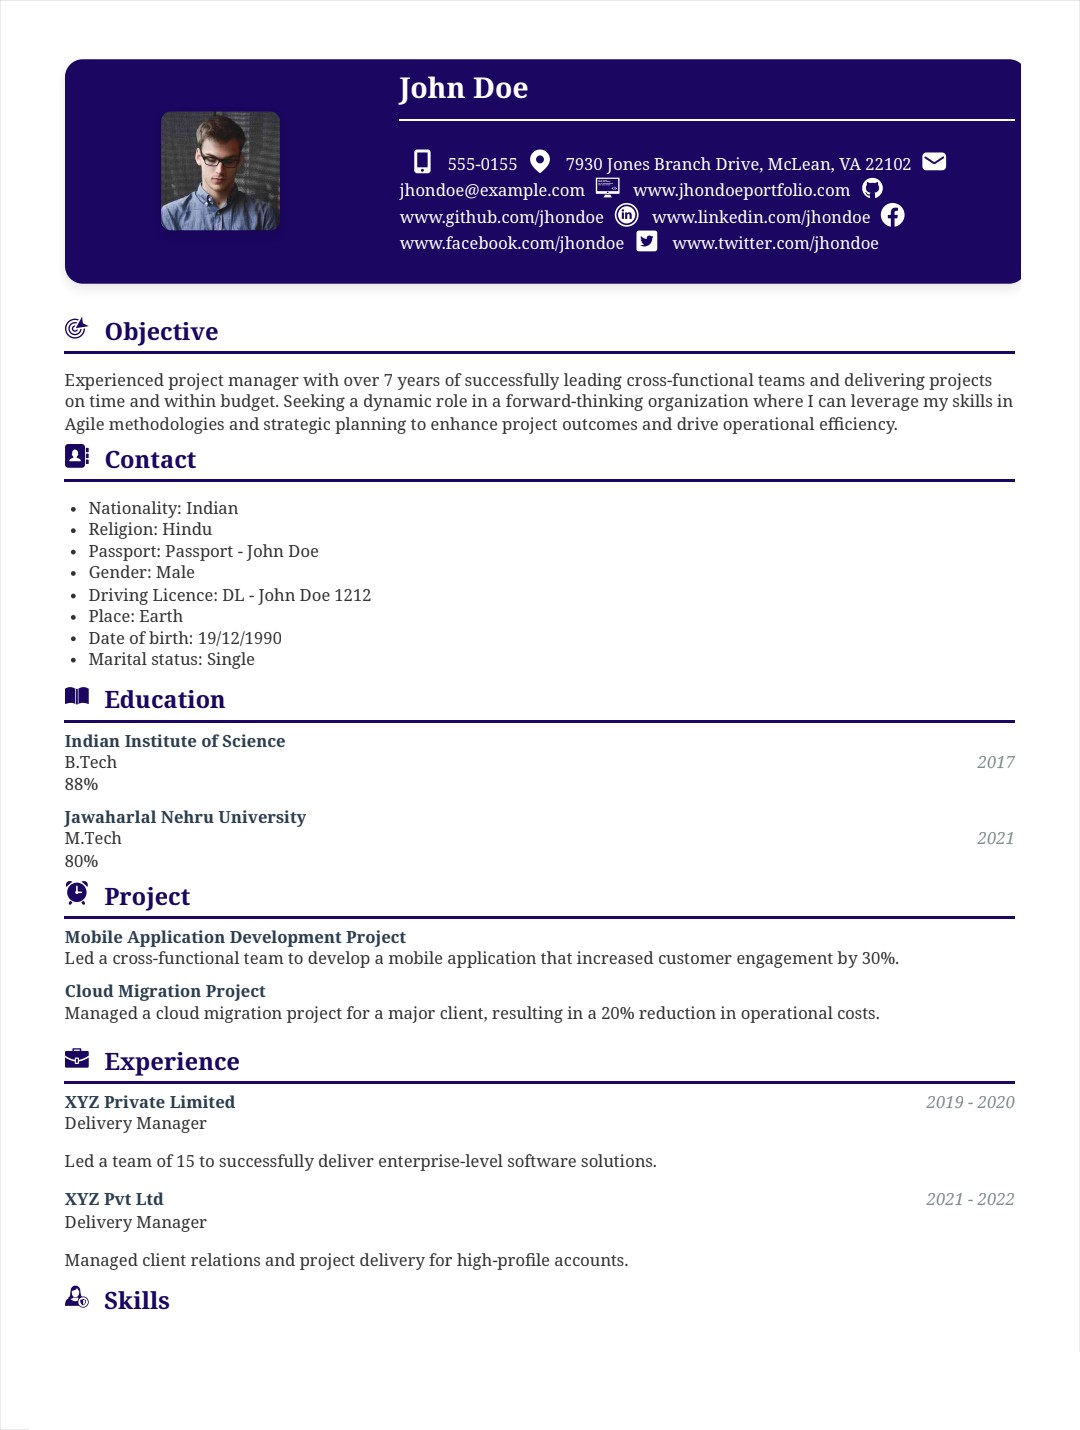 John Doe
555-0155 7930 Jones Branch Drive, McLean, VA 22102
jhondoe@example.com www.jhondoeportfolio.com
www.github.com/jhondoe www.linkedin.com/jhondoe
www.facebook.com/jhondoe www.twitter.com/jhondoe
Objective
Experienced project manager with over 7 years of successfully leading cross-functional teams and delivering projects
on time and within budget. Seeking a dynamic role in a forward-thinking organization where I can leverage my skills in
Agile methodologies and strategic planning to enhance project outcomes and drive operational efficiency.
Contact
• Nationality: Indian
• Religion: Hindu
• Passport: Passport - John Doe
• Gender: Male
• Driving Licence: DL - John Doe 1212
• Place: Earth
• Date of birth: 19/12/1990
• Marital status: Single
Education
Indian Institute of Science
B.Tech 2017
88%
Jawaharlal Nehru University
M.Tech 2021
80%
Project
Mobile Application Development Project
Led a cross-functional team to develop a mobile application that increased customer engagement by 30%.
Cloud Migration Project
Managed a cloud migration project for a major client, resulting in a 20% reduction in operational costs.
Experience
XYZ Private Limited 2019 - 2020
Delivery Manager
Led a team of 15 to successfully deliver enterprise-level software solutions.
XYZ Pvt Ltd 2021 - 2022
Delivery Manager
Managed client relations and project delivery for high-profile accounts.
Skills